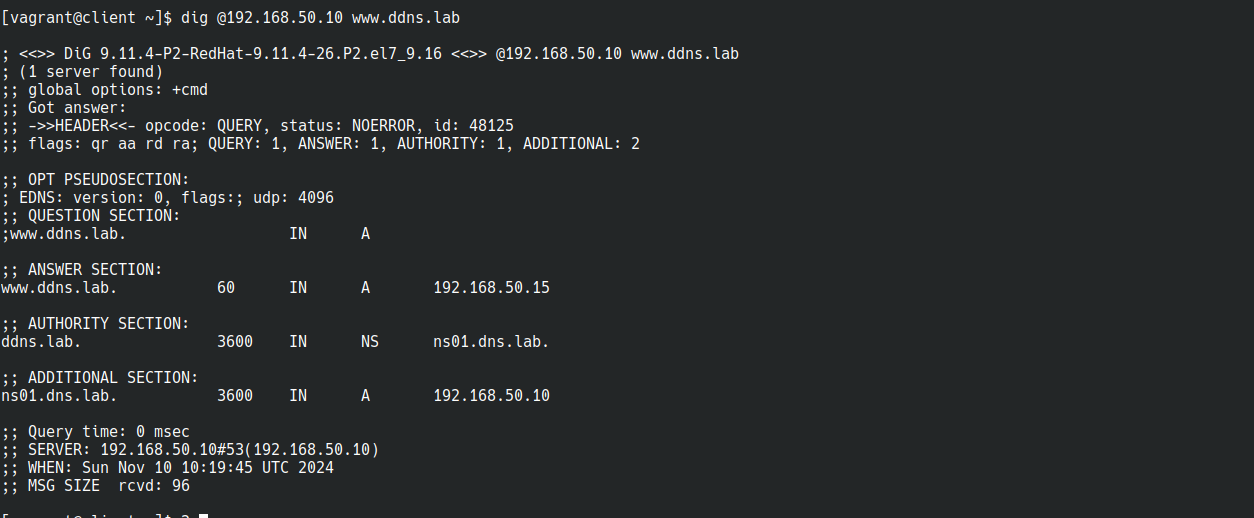 [vagrant@client ~]$ dig @192.168.50.10 www.ddns.lab

; <<>> DiG 9.11.4-P2-RedHat-9.11.4-26.P2.el7_9.16 <<>> @192.168.50.10 www.ddns.lab
; (1 server found)
;; global options: +cmd
;; Got answer:
;; ->>HEADER<<- opcode: QUERY, status: NOERROR, id: 48125
;; flags: qr aa rd ra; QUERY: 1, ANSWER: 1, AUTHORITY: 1, ADDITIONAL: 2

;; OPT PSEUDOSECTION:
; EDNS: version: 0, flags:; udp: 4096
;; QUESTION SECTION:
;www.ddns.lab.			IN	A

;; ANSWER SECTION:
www.ddns.lab.		60	IN	A	192.168.50.15

;; AUTHORITY SECTION:
ddns.lab.		3600	IN	NS	ns01.dns.lab.

;; ADDITIONAL SECTION:
ns01.dns.lab.		3600	IN	A	192.168.50.10

;; Query time: 0 msec
;; SERVER: 192.168.50.10#53(192.168.50.10)
;; WHEN: Sun Nov 10 10:19:45 UTC 2024
;; MSG SIZE  rcvd: 96